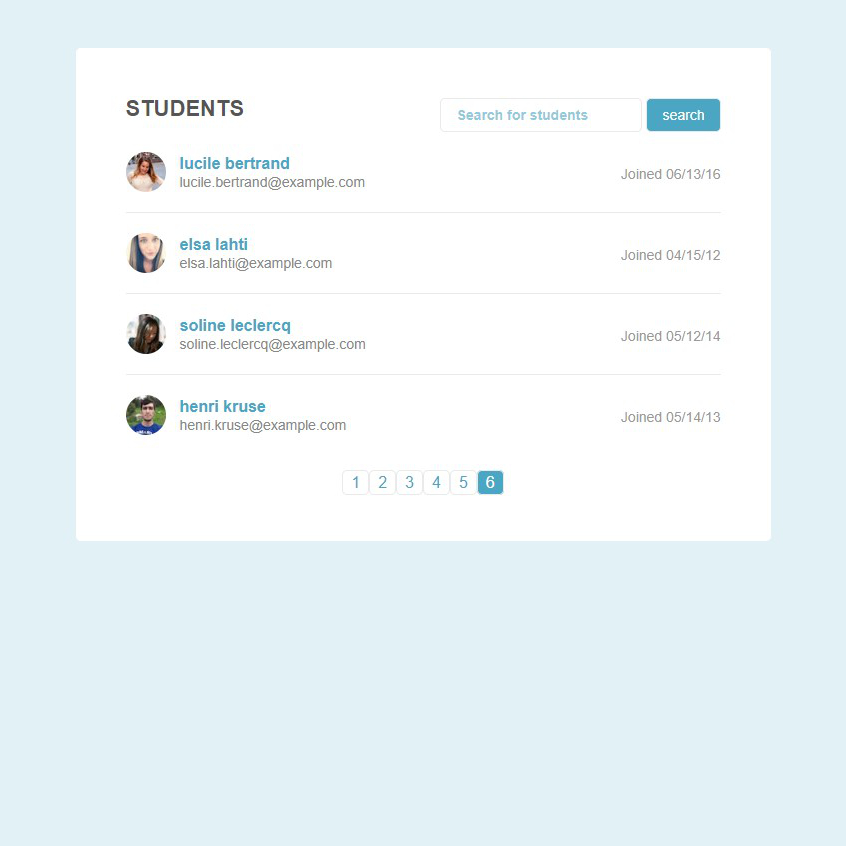 STUDENTS
Search for students
search
lucile bertrand
lucile.bertrand@example.com
Joined 06/13/16
elsa lahti
elsa.lahti@example.com
Joined 04/15/12
soline leclercq
soline.leclercq@example.com
Joined 05/12/14
henri kruse
henri.kruse@example.com
Joined 05/14/13
1 2 3 4 5 6